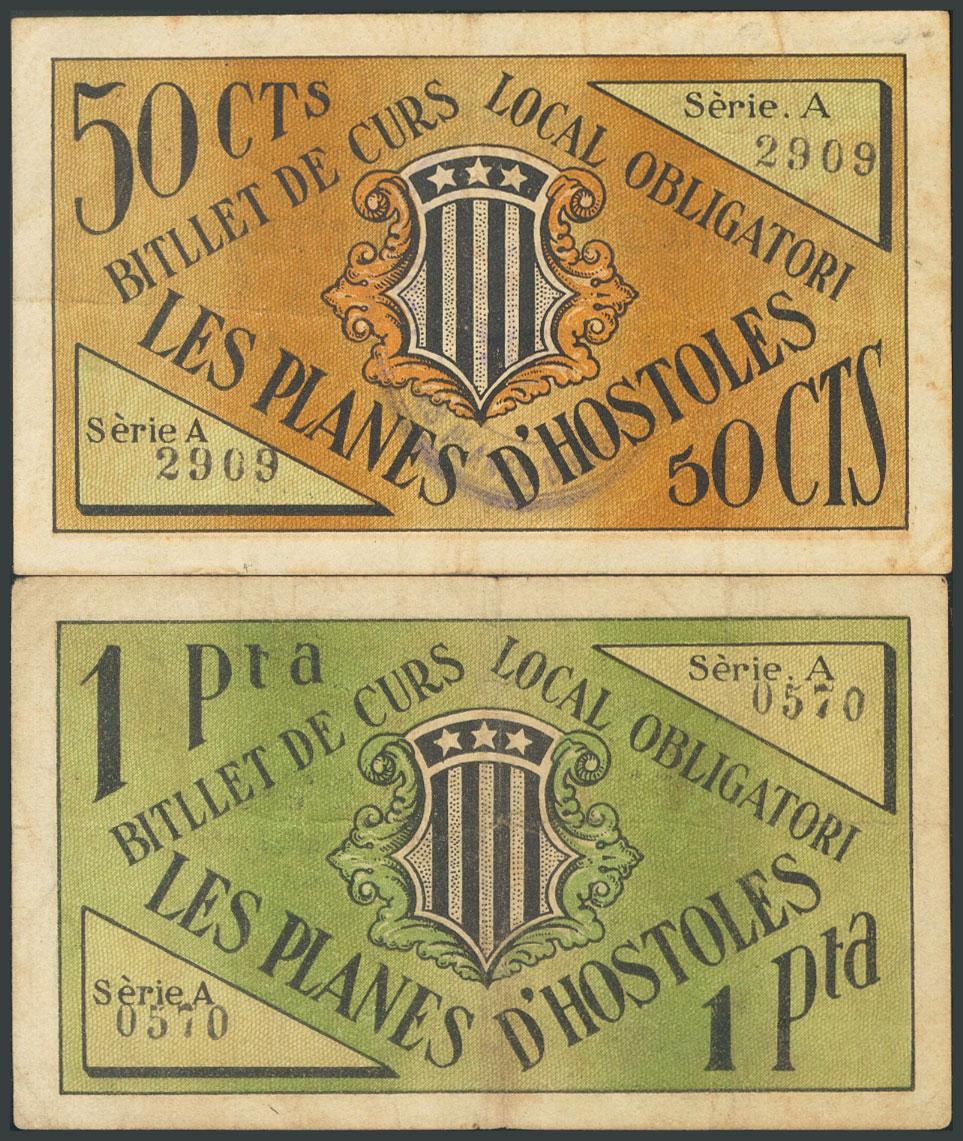 50 CTS
BITLLET DE CURS LOCAL OBLIGATORI
Sèrie. A
2909
LES PLANES D'HOSTOLES
Sèrie A
2909
50 CTS
1 Pta
BITLLET DE CURS LOCAL OBLIGATORI
Sèrie. A
0570
LES PLANES D'HOSTOLES
Sèrie A
0570
1 Pta